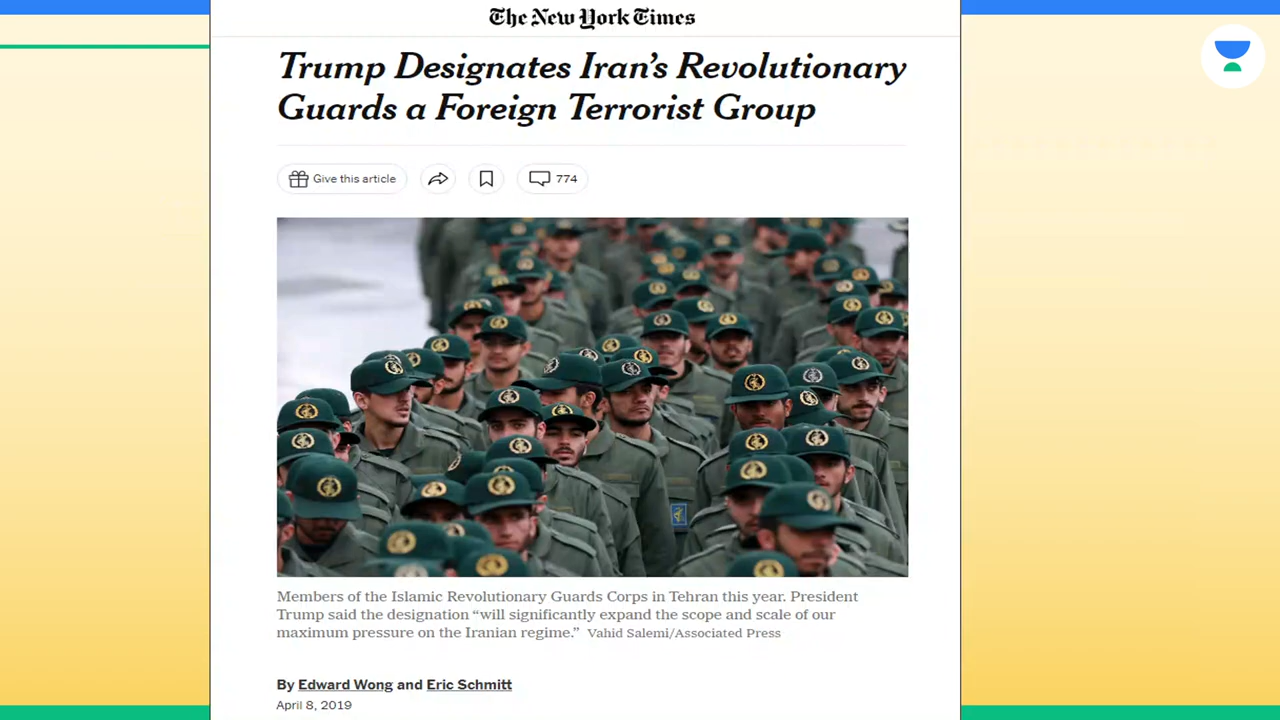 The New York Times
Trump Designates Iran's Revolutionary
Guards a Foreign Terrorist Group
Give this article
774
Members of the Islamic Revolutionary Guards Corps in Tehran this year. President
Trump said the designation “will significantly expand the scope and scale of our
maximum pressure on the Iranian regime.” Vahid Salemi/Associated Press
By Edward Wong and Eric Schmitt
April 8, 2019